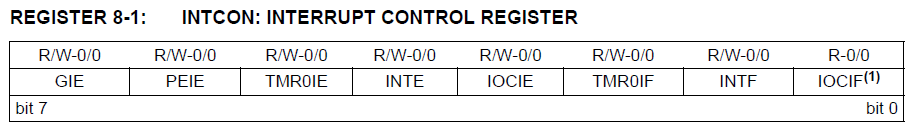 REGISTER 8-1: INTCON: INTERRUPT CONTROL REGISTER
R/W-0/0 R/W-0/0 R/W-0/0 R/W-0/0 R/W-0/0 R/W-0/0 R/W-0/0 R-0/0
GIE PEIE TMR0IE INTE IOCIE TMR0IF INTF IOCIF(1)
bit 7 bit 0